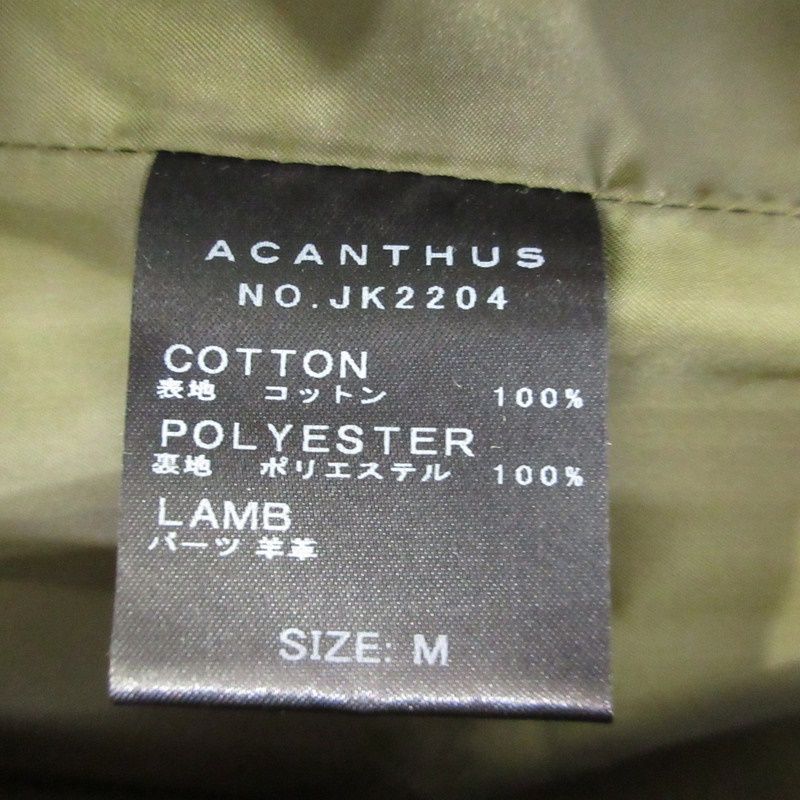 ACANTHUS
NO.JK2204
COTTON
表地 コットン 100%
POLYESTER
裏地 ポリエステル 100%
LAMB
パーツ 羊革
SIZE: M